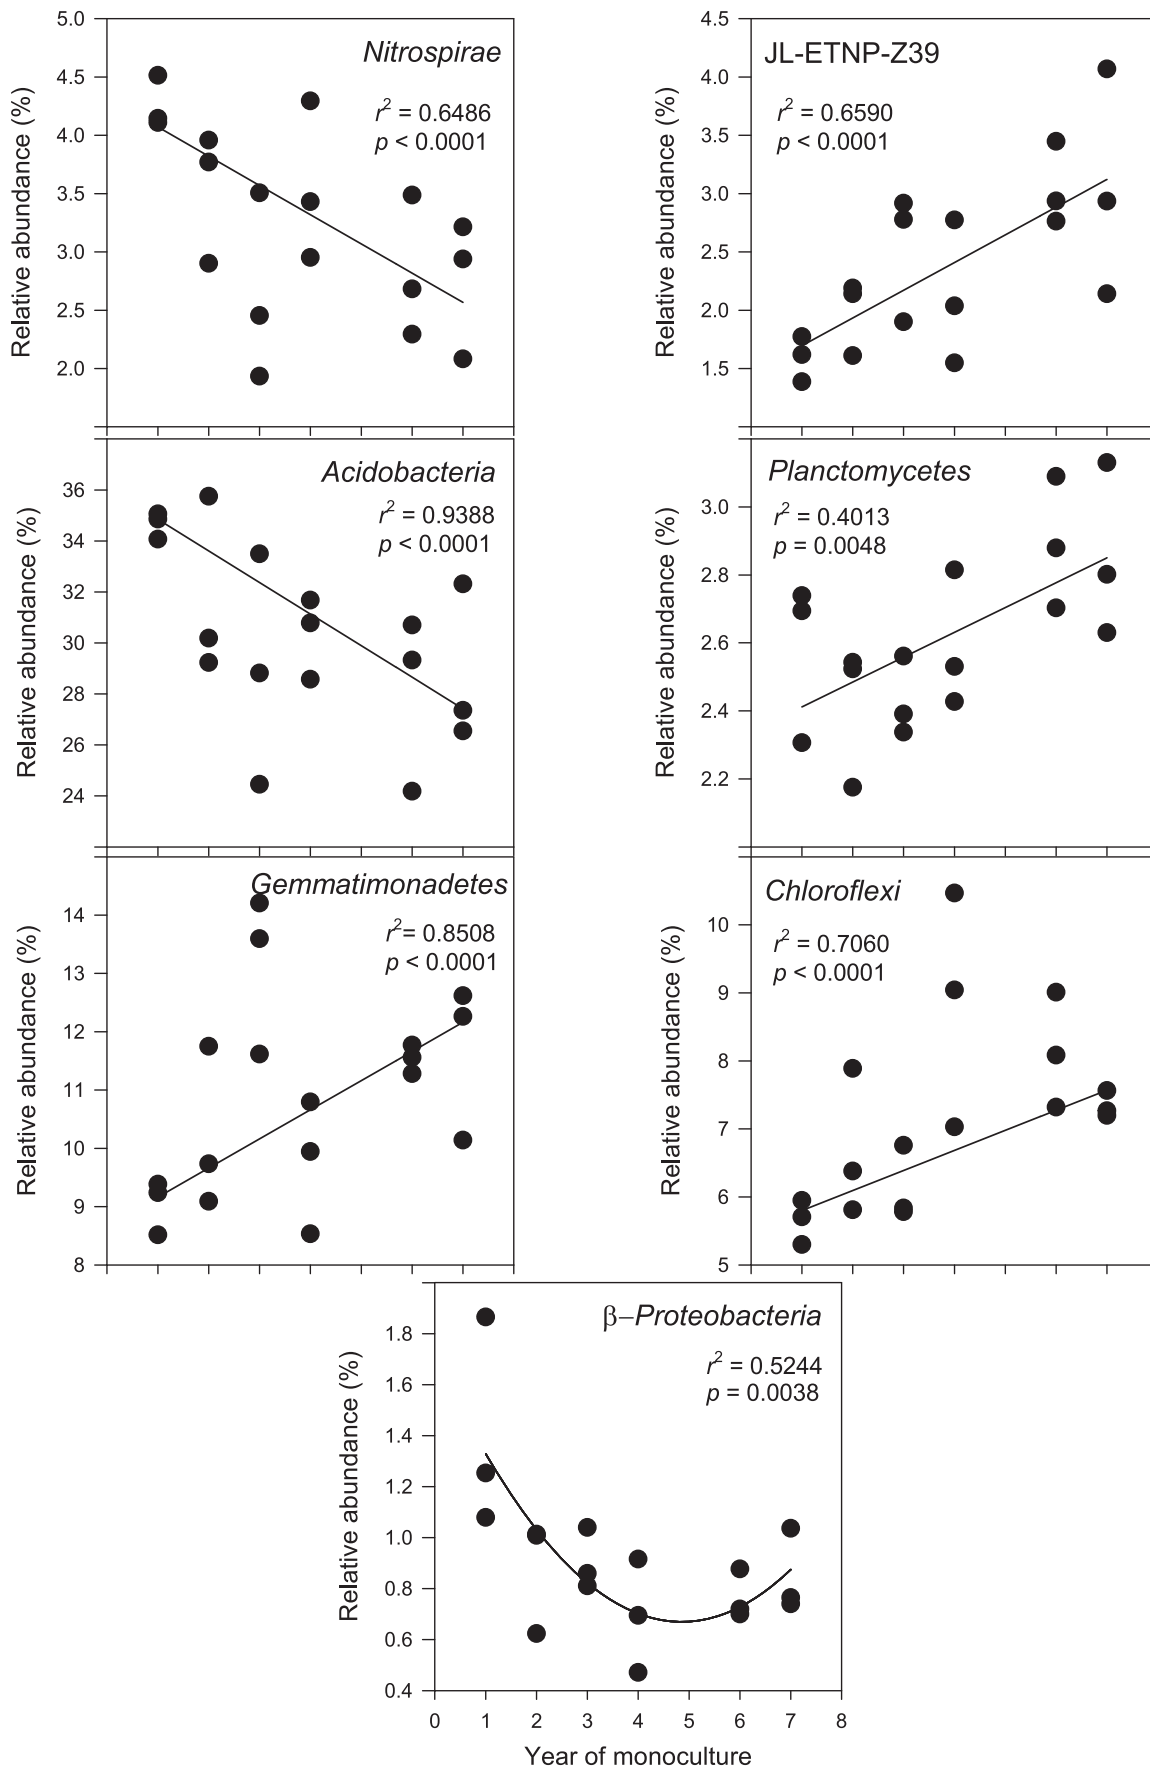 Nitrospirae
r² = 0.6486
p < 0.0001
Relative abundance (%)
5.0
4.5
4.0
3.5
3.0
2.5
2.0
JL-ETNP-Z39
r² = 0.6590
p < 0.0001
Relative abundance (%)
4.5
4.0
3.5
3.0
2.5
2.0
1.5
Acidobacteria
r² = 0.9388
p < 0.0001
Relative abundance (%)
36
34
32
30
28
26
24
Planctomycetes
r² = 0.4013
p = 0.0048
Relative abundance (%)
3.0
2.8
2.6
2.4
2.2
Gemmatimonadetes
r²= 0.8508
p < 0.0001
Relative abundance (%)
14
13
12
11
10
9
8
Chloroflexi
r² = 0.7060
p < 0.0001
Relative abundance (%)
10
9
8
7
6
5
β–Proteobacteria
r² = 0.5244
p = 0.0038
Relative abundance (%)
1.8
1.6
1.4
1.2
1.0
0.8
0.6
0.4
0 1 2 3 4 5 6 7 8
Year of monoculture